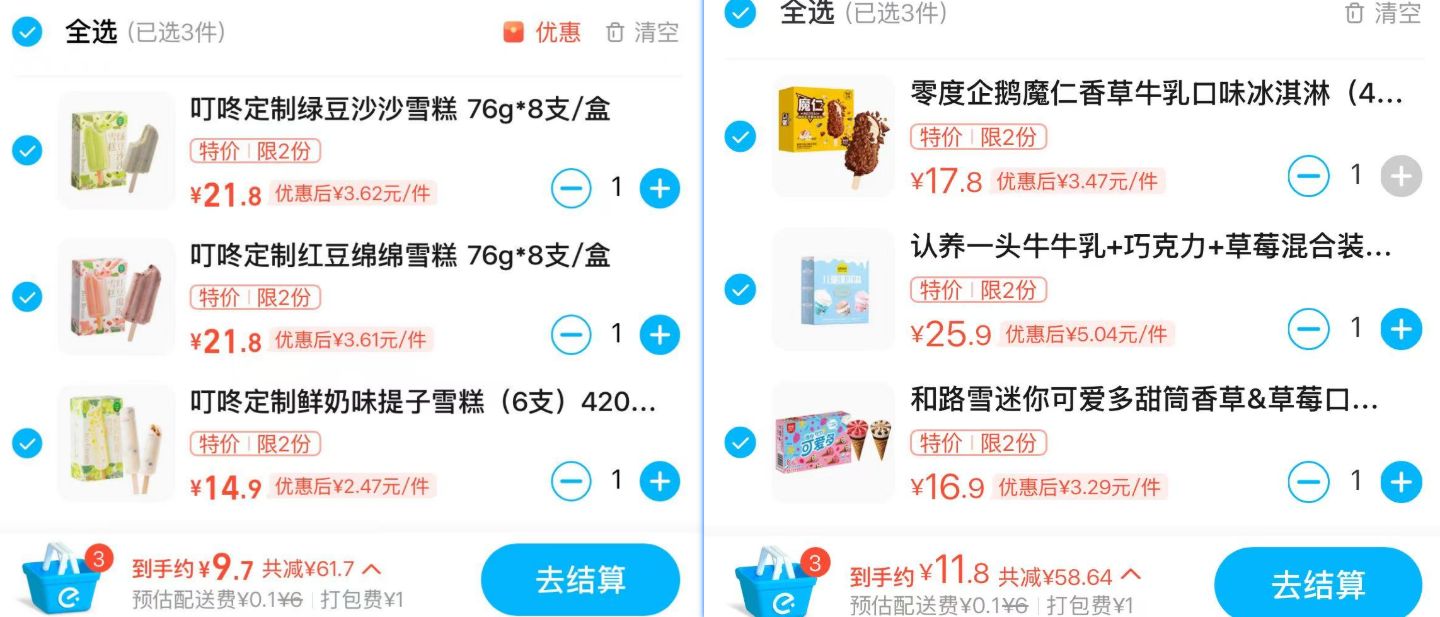 全选 (已选3件) 优惠 清空
叮咚定制绿豆沙沙雪糕 76g*8支/盒
特价 限2份
¥21.8 优惠后¥3.62元/件
1
叮咚定制红豆绵绵雪糕 76g*8支/盒
特价 限2份
¥21.8 优惠后¥3.61元/件
1
叮咚定制鲜奶味提子雪糕（6支）420...
特价 限2份
¥14.9 优惠后¥2.47元/件
1
3
到手约 ¥9.7 共减¥61.7
预估配送费¥0.1¥6 打包费¥1
去结算
全选 (已选3件) 清空
零度企鹅魔仁香草牛乳口味冰淇淋（4...
魔仁
特价 限2份
¥17.8 优惠后¥3.47元/件
1
认养一头牛牛乳+巧克力+草莓混合装...
特价 限2份
¥25.9 优惠后¥5.04元/件
1
和路雪迷你可爱多甜筒香草&草莓口...
可爱多
特价 限2份
¥16.9 优惠后¥3.29元/件
1
3
到手约 ¥11.8 共减¥58.64
预估配送费¥0.1¥6 打包费¥1
去结算